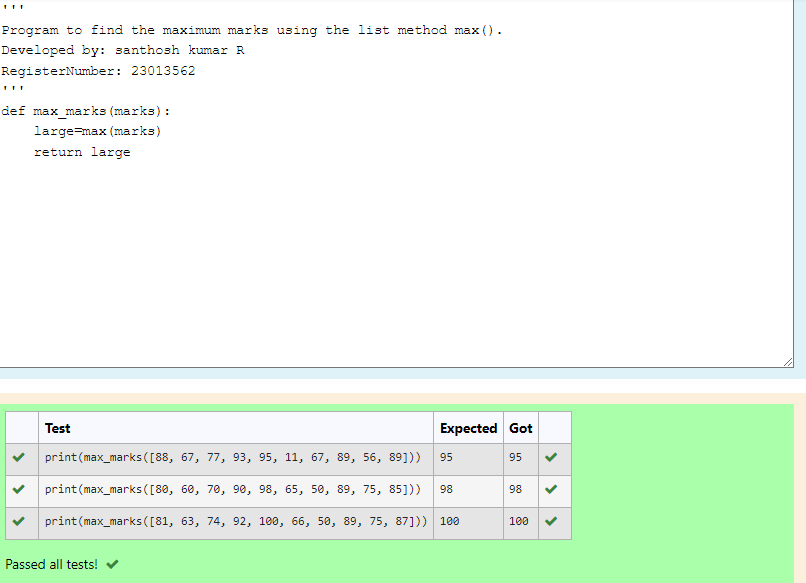 '''
Program to find the maximum marks using the list method max().
Developed by: santhosh kumar R
RegisterNumber: 23013562
'''
def max_marks(marks):
    large=max(marks)
    return large
Test Expected Got
print(max_marks([88, 67, 77, 93, 95, 11, 67, 89, 56, 89])) 95 95
print(max_marks([80, 60, 70, 90, 98, 65, 50, 89, 75, 85])) 98 98
print(max_marks([81, 63, 74, 92, 100, 66, 50, 89, 75, 87])) 100 100
Passed all tests!